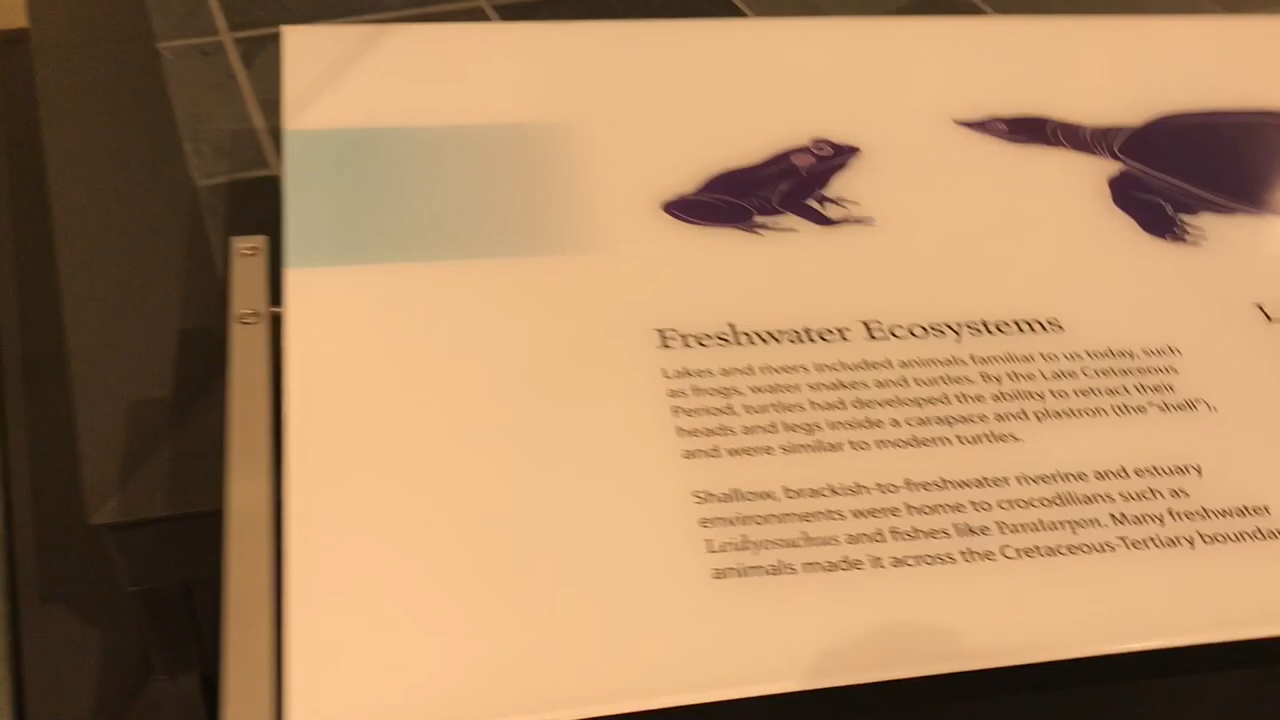 Freshwater Ecosystems
Lakes and rivers included animals familiar to us today, such
as frogs, water snakes and turtles. By the Late Cretaceous
Period, turtles had developed the ability to retract their
heads and legs inside a carapace and plastron (the "shell"),
and were similar to modern turtles.
Shallow, brackish-to-freshwater riverine and estuary
environments were home to crocodilians such as
Leidyosuchus and fishes like Paratarpon. Many freshwater
animals made it across the Cretaceous-Tertiary